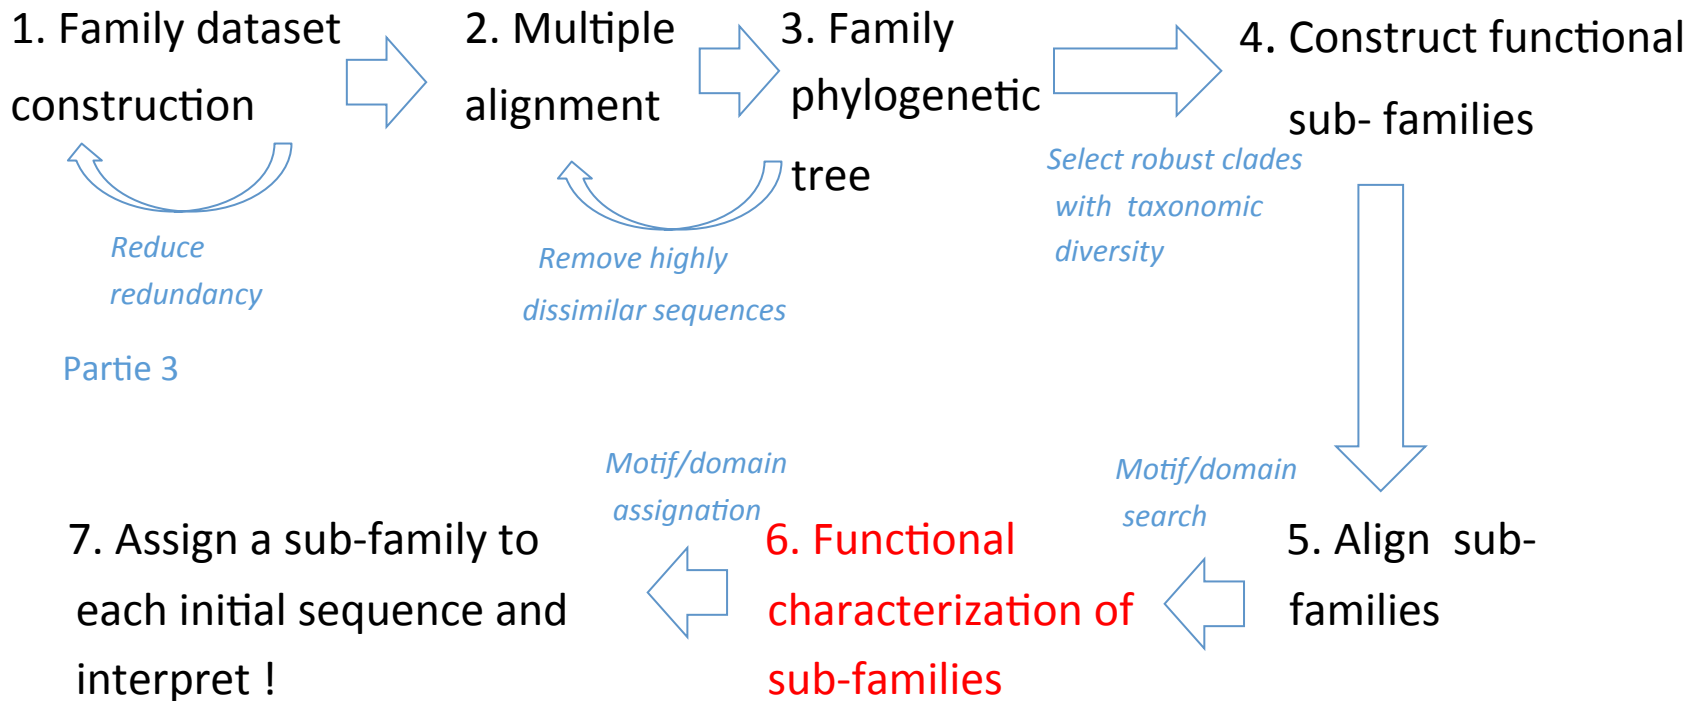 1. Family dataset
construction
2. Multiple
alignment
3. Family
phylogenetic
tree
4. Construct functional
sub- families
Reduce
redundancy
Remove highly
dissimilar sequences
Select robust clades
with taxonomic
diversity
Partie 3
Motif/domain
assignation
Motif/domain
search
7. Assign a sub-family to
each initial sequence and
interpret !
6. Functional
characterization of
sub-families
5. Align sub-
families